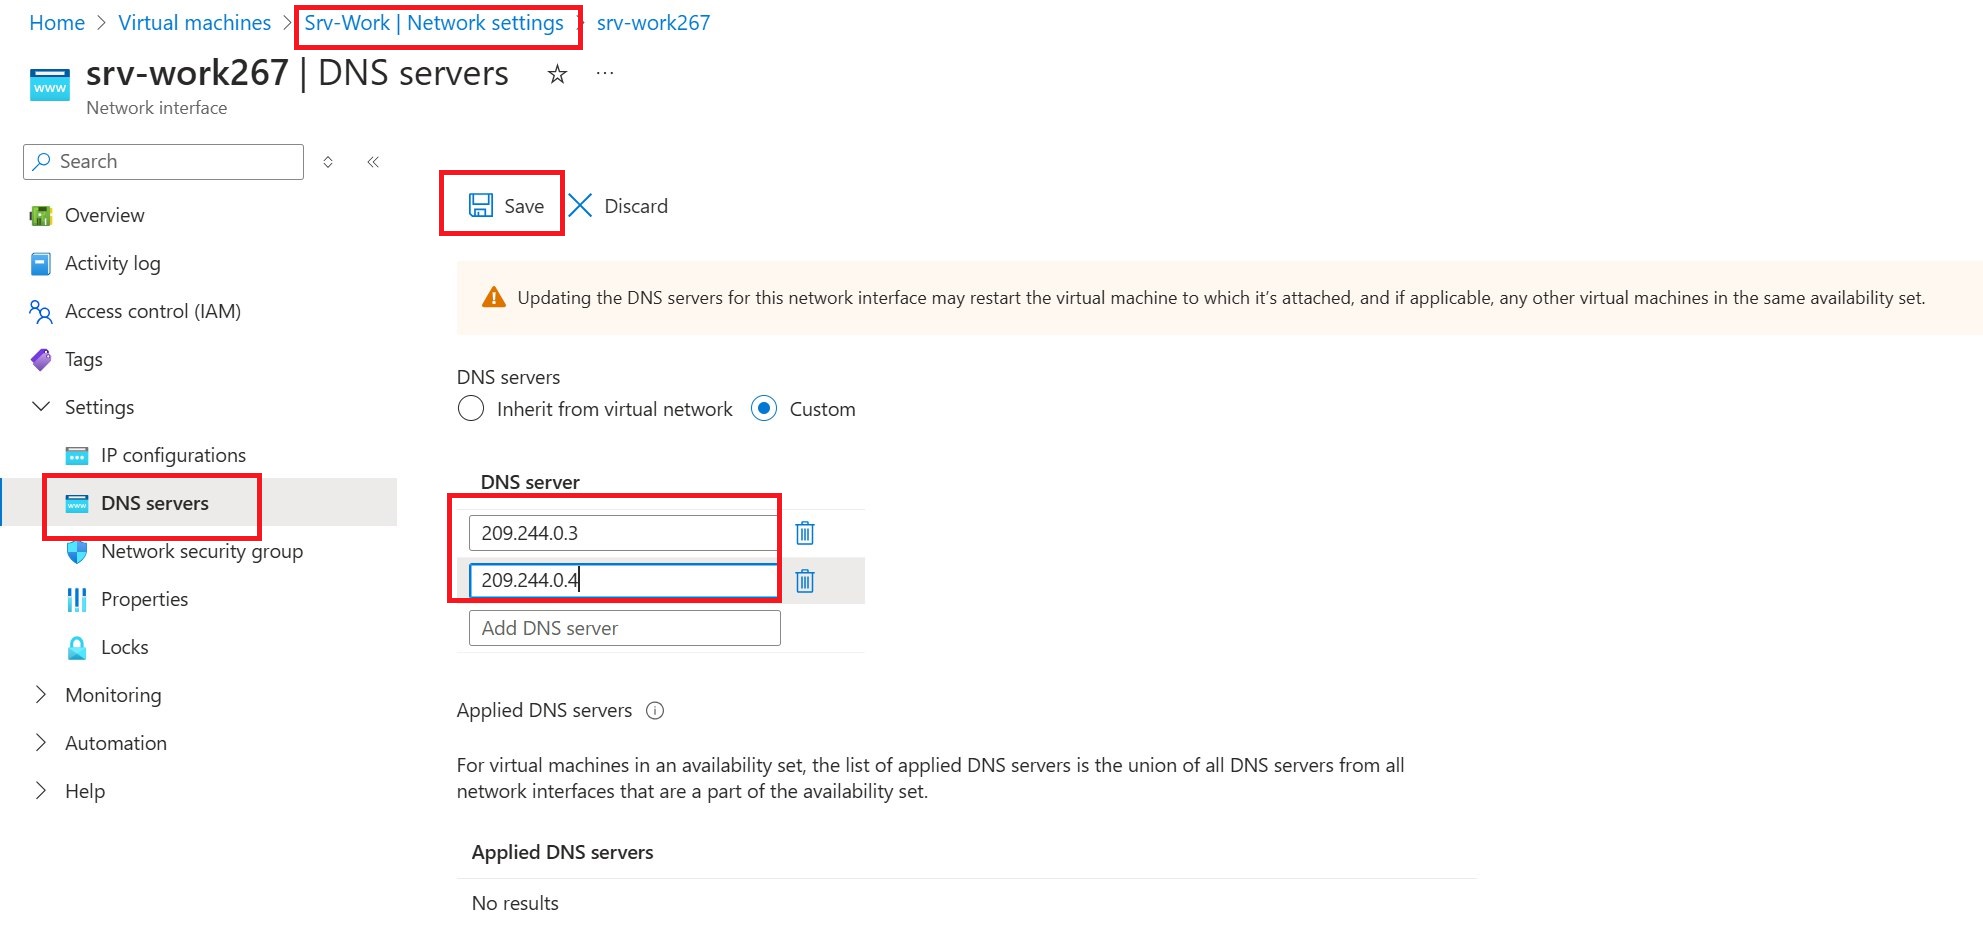 Home > Virtual machines > Srv-Work | Network settings > srv-work267
srv-work267 | DNS servers ☆ ···
www
Network interface
Search
Save
Discard
Overview
Activity log
Access control (IAM)
Tags
Settings
IP configurations
DNS servers
Network security group
Properties
Locks
Monitoring
Automation
Help
Updating the DNS servers for this network interface may restart the virtual machine to which it’s attached, and if applicable, any other virtual machines in the same availability set.
DNS servers
Inherit from virtual network
Custom
DNS server
209.244.0.3
209.244.0.4
Add DNS server
Applied DNS servers
For virtual machines in an availability set, the list of applied DNS servers is the union of all DNS servers from all
network interfaces that are a part of the availability set.
Applied DNS servers
No results